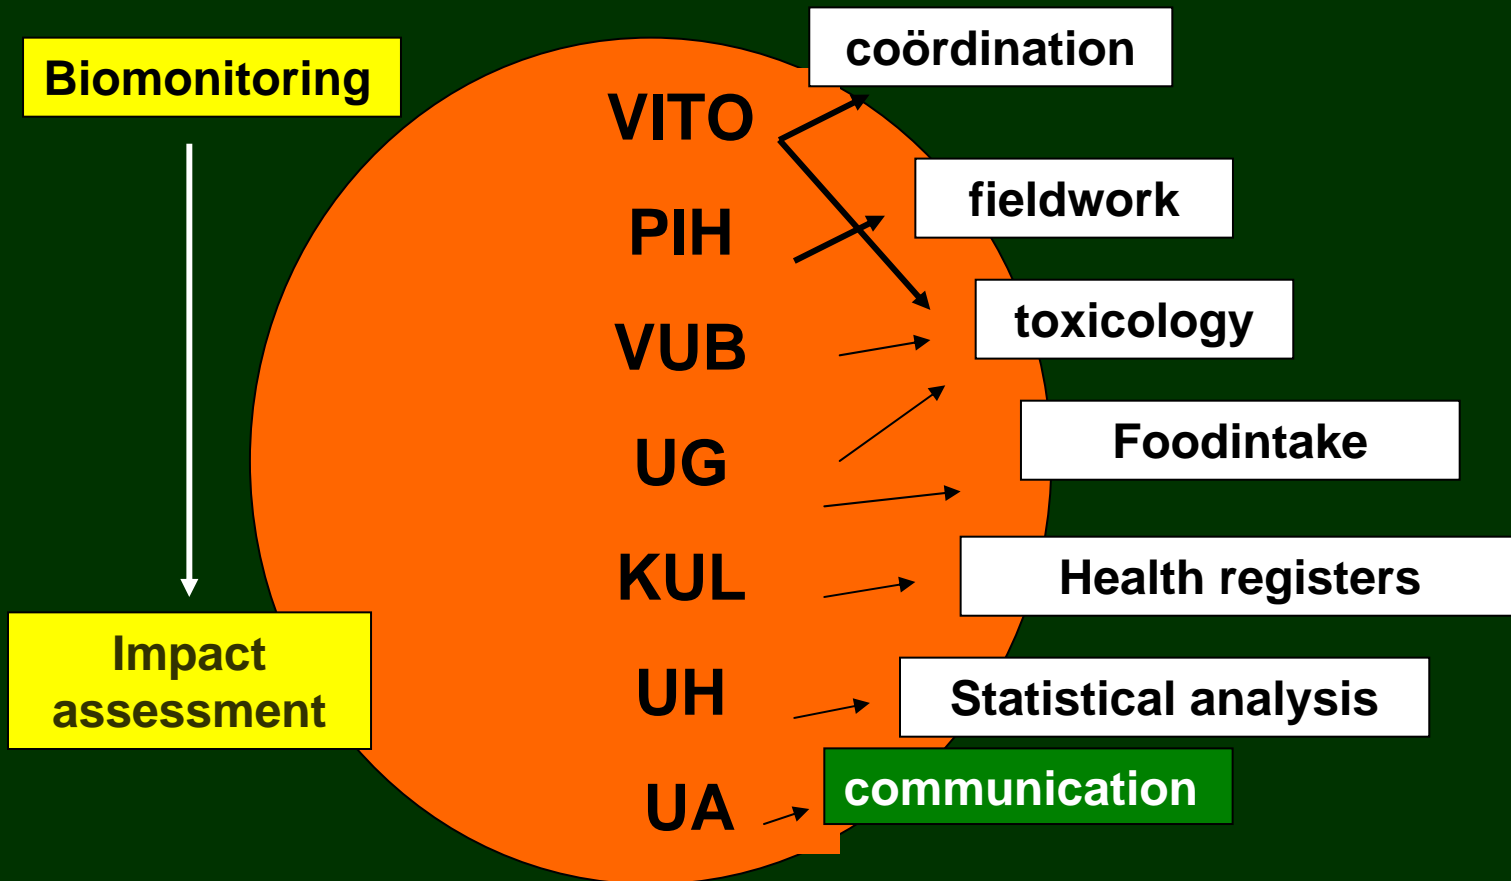 Biomonitoring
Impact
assessment
VITO
PIH
VUB
UG
KUL
UH
UA
coördination
fieldwork
toxicology
Foodintake
Health registers
Statistical analysis
communication